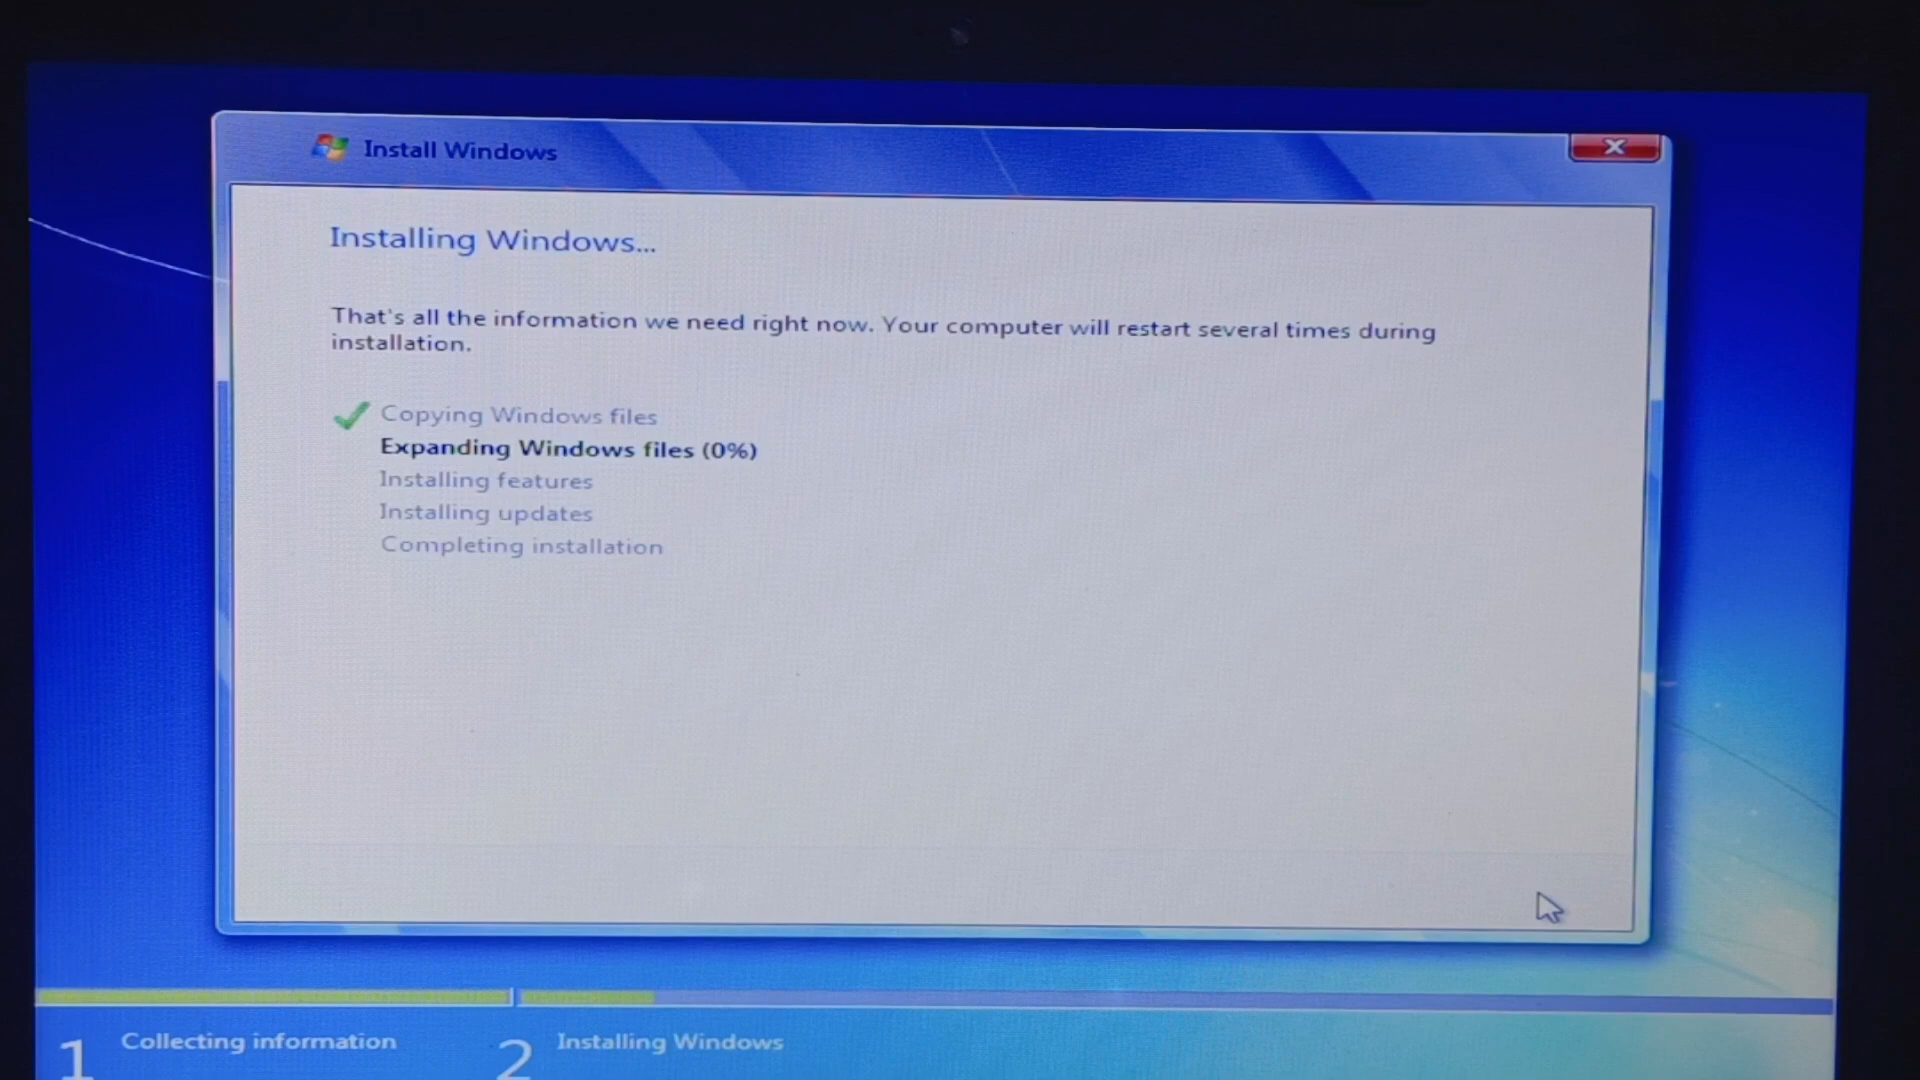 Install Windows
Installing Windows...
That's all the information we need right now. Your computer will restart several times during
installation.
Copying Windows files
Expanding Windows files (0%)
Installing features
Installing updates
Completing installation
1 Collecting information
2 Installing Windows